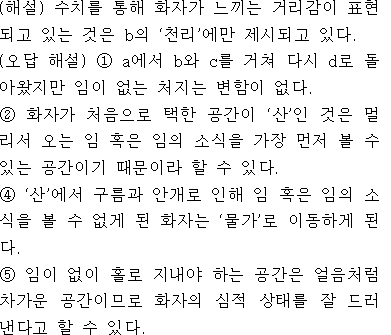 (해설) 수치를 통해 화자가 느끼는 거리감이 표현
되고 있는 것은 b의 ‘천리’에만 제시되고 있다.
(오답 해설) ① a에서 b와 c를 거쳐 다시 d로 돌
아왔지만 임이 없는 처지는 변함이 없다.
② 화자가 처음으로 택한 공간이 ‘산’인 것은 멀
리서 오는 임 혹은 임의 소식을 가장 먼저 볼 수
있는 공간이기 때문이라 할 수 있다.
④ ‘산’에서 구름과 안개로 인해 임 혹은 임의 소
식을 볼 수 없게 된 화자는 ‘물가’로 이동하게 된
다.
⑤ 임이 없이 홀로 지내야 하는 공간은 얼음처럼
차가운 공간이므로 화자의 심적 상태를 잘 드러
낸다고 할 수 있다.